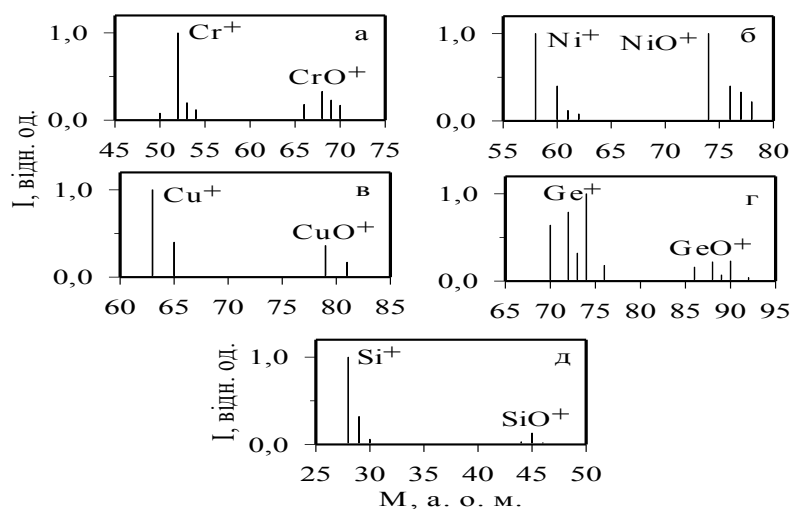 I, відн. од.
1,0
0,0
Cr+
CrO+
а
45 50 55 60 65 70 75
1,0
0,0
Ni+
NiO+
б
55 60 65 70 75 80
1,0
0,0
Cu+
CuO+
в
60 65 70 75 80 85
1,0
0,0
Ge+
GeO+
г
65 70 75 80 85 90 95
I, відн. од.
1,0
0,0
Si+
SiO+
д
25 30 35 40 45 50
М, а. о. м.